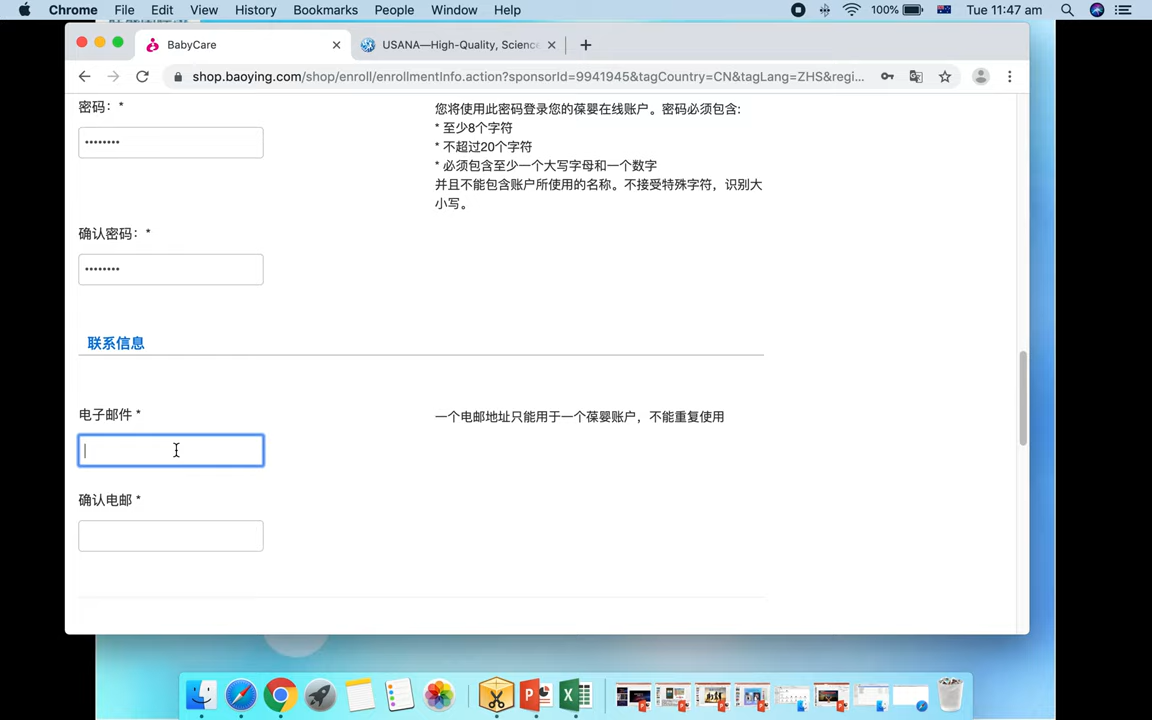 Chrome File Edit View History Bookmarks People Window Help 100% Tue 11:47 am
BabyCare
USANA—High-Quality, Science
shop.baoying.com/shop/enroll/enrollmentInfo.action?sponsorId=9941945&tagCountry=CN&tagLang=ZHS&regi...
密码：*
您将使用此密码登录您的葆婴在线账户。密码必须包含:
* 至少8个字符
* 不超过20个字符
* 必须包含至少一个大写字母和一个数字
并且不能包含账户所使用的名称。不接受特殊字符，识别大
小写。
确认密码：*
联系信息
电子邮件 *
一个电邮地址只能用于一个葆婴账户，不能重复使用
确认电邮 *